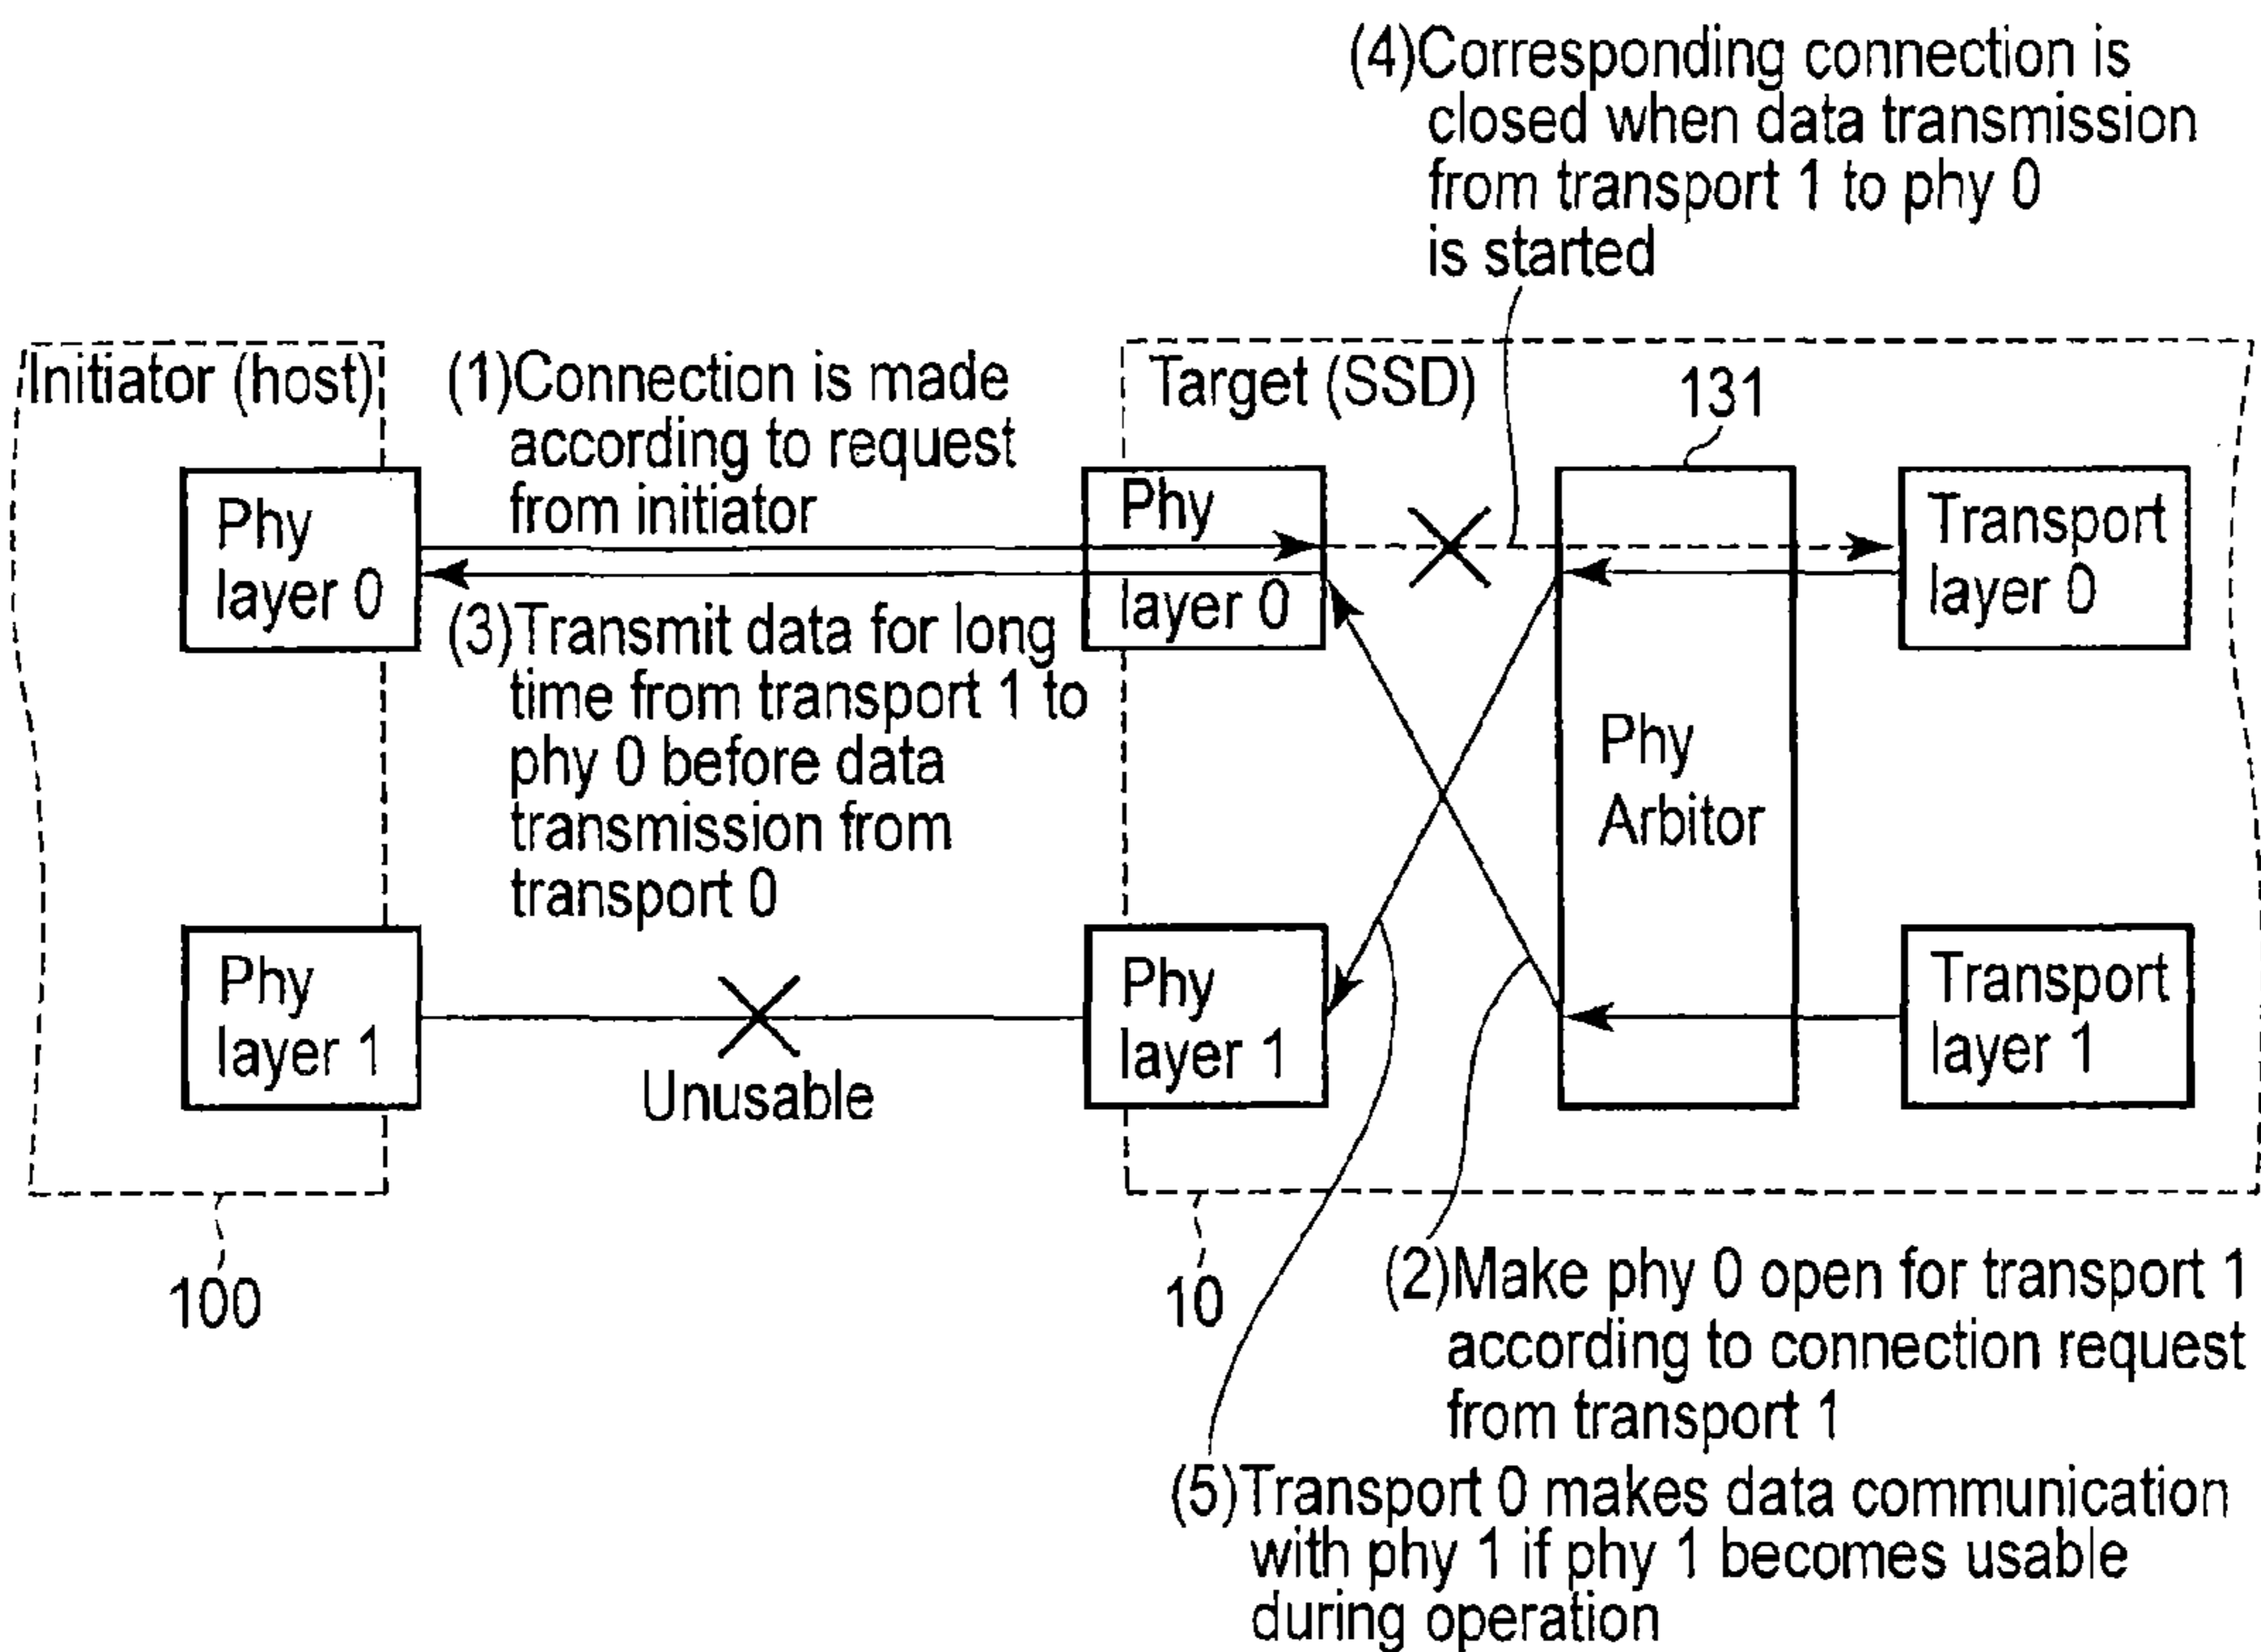 (4)Corresponding connection is
closed when data transmission
from transport 1 to phy 0
is started
Initiator (host)
(1)Connection is made
according to request
from initiator
Target (SSD)
131
Phy
layer 0
Phy
layer 0
Transport
layer 0
(3)Transmit data for long
time from transport 1 to
phy 0 before data
transmission from
transport 0
Phy
Arbitor
Phy
layer 1
Unusable
Phy
layer 1
Transport
layer 1
100
10
(2)Make phy 0 open for transport 1
according to connection request
from transport 1
(5)Transport 0 makes data communication
with phy 1 if phy 1 becomes usable
during operation